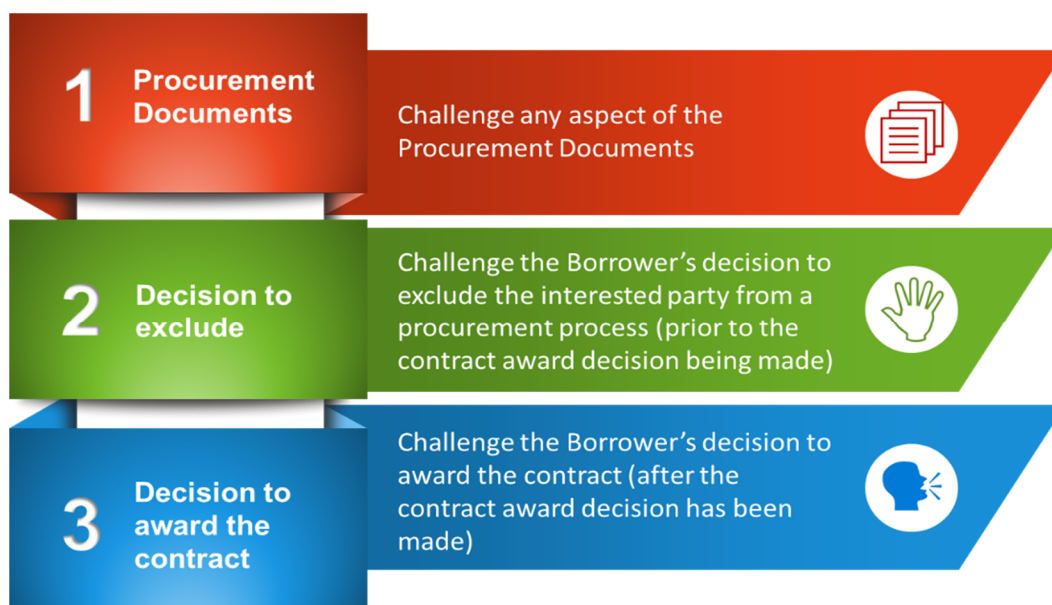 1
Procurement
Documents
Challenge any aspect of the
Procurement Documents
2
Decision to
exclude
Challenge the Borrower's decision to
exclude the interested party from a
procurement process (prior to the
contract award decision being made)
3
Decision to
award the
contract
Challenge the Borrower's decision to
award the contract (after the
contract award decision has been
made)